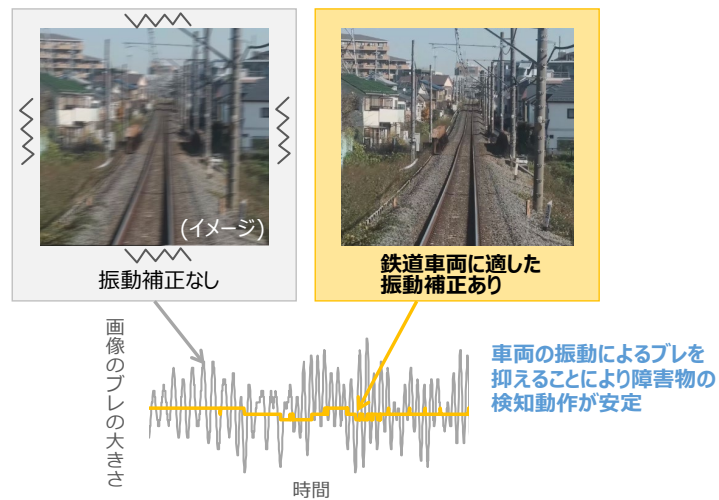 (イメージ)
振動補正なし
鉄道車両に適した
振動補正あり
画像のブレの大きさ
車両の振動によるブレを
抑えることにより障害物の
検知動作が安定
時間